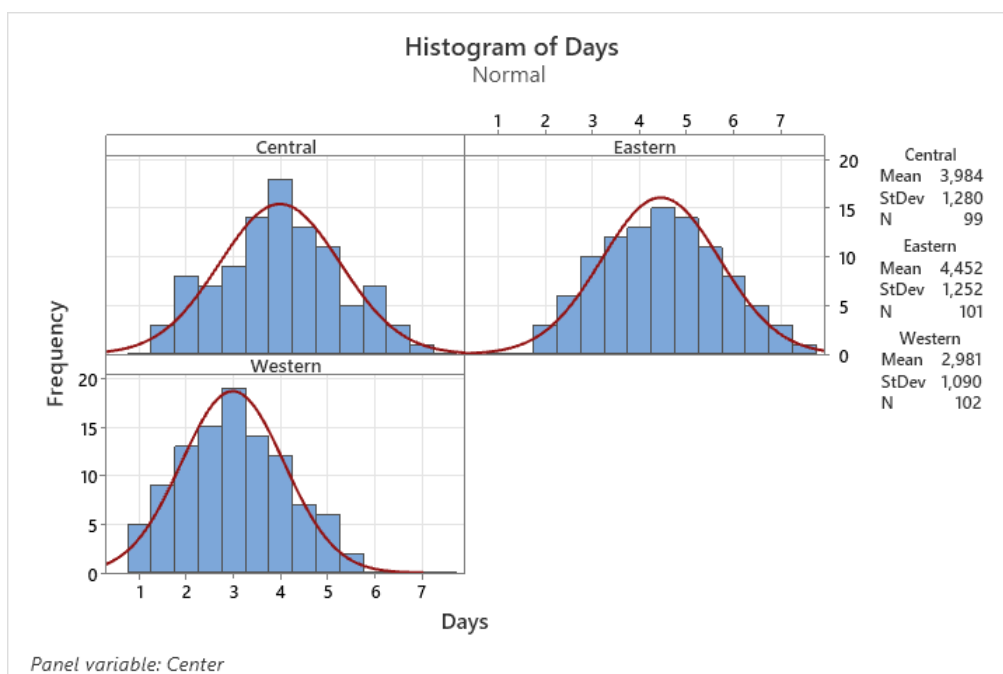 Histogram of Days
Normal
1 2 3 4 5 6 7
Central
Eastern
20
15
10
5
0
Frequency
Western
20
15
10
5
0
1 2 3 4 5 6 7
Days
Central
Mean 3,984
StDev 1,280
N 99
Eastern
Mean 4,452
StDev 1,252
N 101
Western
Mean 2,981
StDev 1,090
N 102
Panel variable: Center